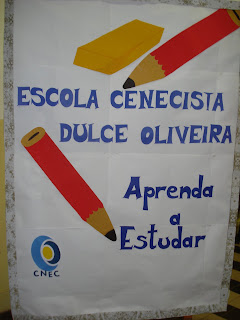 ESCOLA CENECISTA
DULCE OLIVEIRA
Aprenda
a
Estudar
CNEC